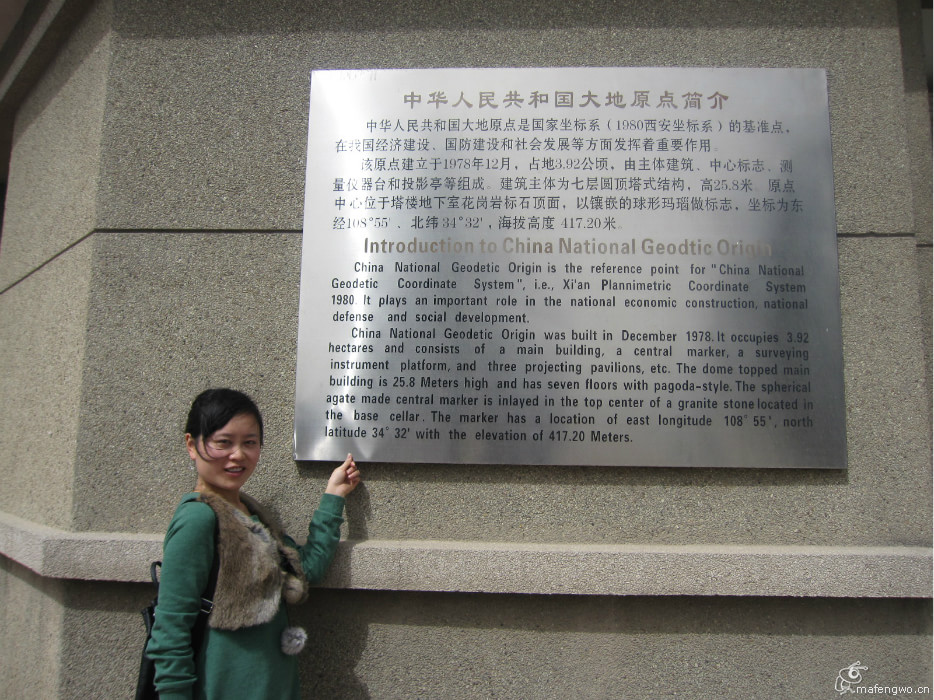 中华人民共和国大地原点简介
中华人民共和国大地原点是国家坐标系（1980西安坐标系）的基准点，
在我国经济建设、国防建设和社会发展等方面发挥着重要作用。
该原点建立于1978年12月，占地3.92公顷，由主体建筑、中心标志、测
量仪器台和投影亭等组成。建筑主体为七层圆顶塔式结构，高25.8米。原点
中心位于塔楼地下室花岗岩标石顶面，以镶嵌的球形玛瑙做标志，坐标为东
经108°55′、北纬34°32′，海拔高度 417.20米。
Introduction to China National Geodtic Origin
China National Geodetic Origin is the reference point for "China National
Geodetic Coordinate System", i.e., Xi'an Plannimetric Coordinate System
1980. It plays an important role in the national economic construction, national
defense and social development.
China National Geodetic Origin was built in December 1978. It occupies 3.92
hectares and consists of a main building, a central marker, a surveying
instrument platform, and three projecting pavilions, etc. The dome topped main
building is 25.8 Meters high and has seven floors with pagoda-style. The spherical
agate made central marker is inlayed in the top center of a granite stone located in
the base cellar. The marker has a location of east longitude 108° 55', north
latitude 34° 32' with the elevation of 417.20 Meters.
mafengwo.cn